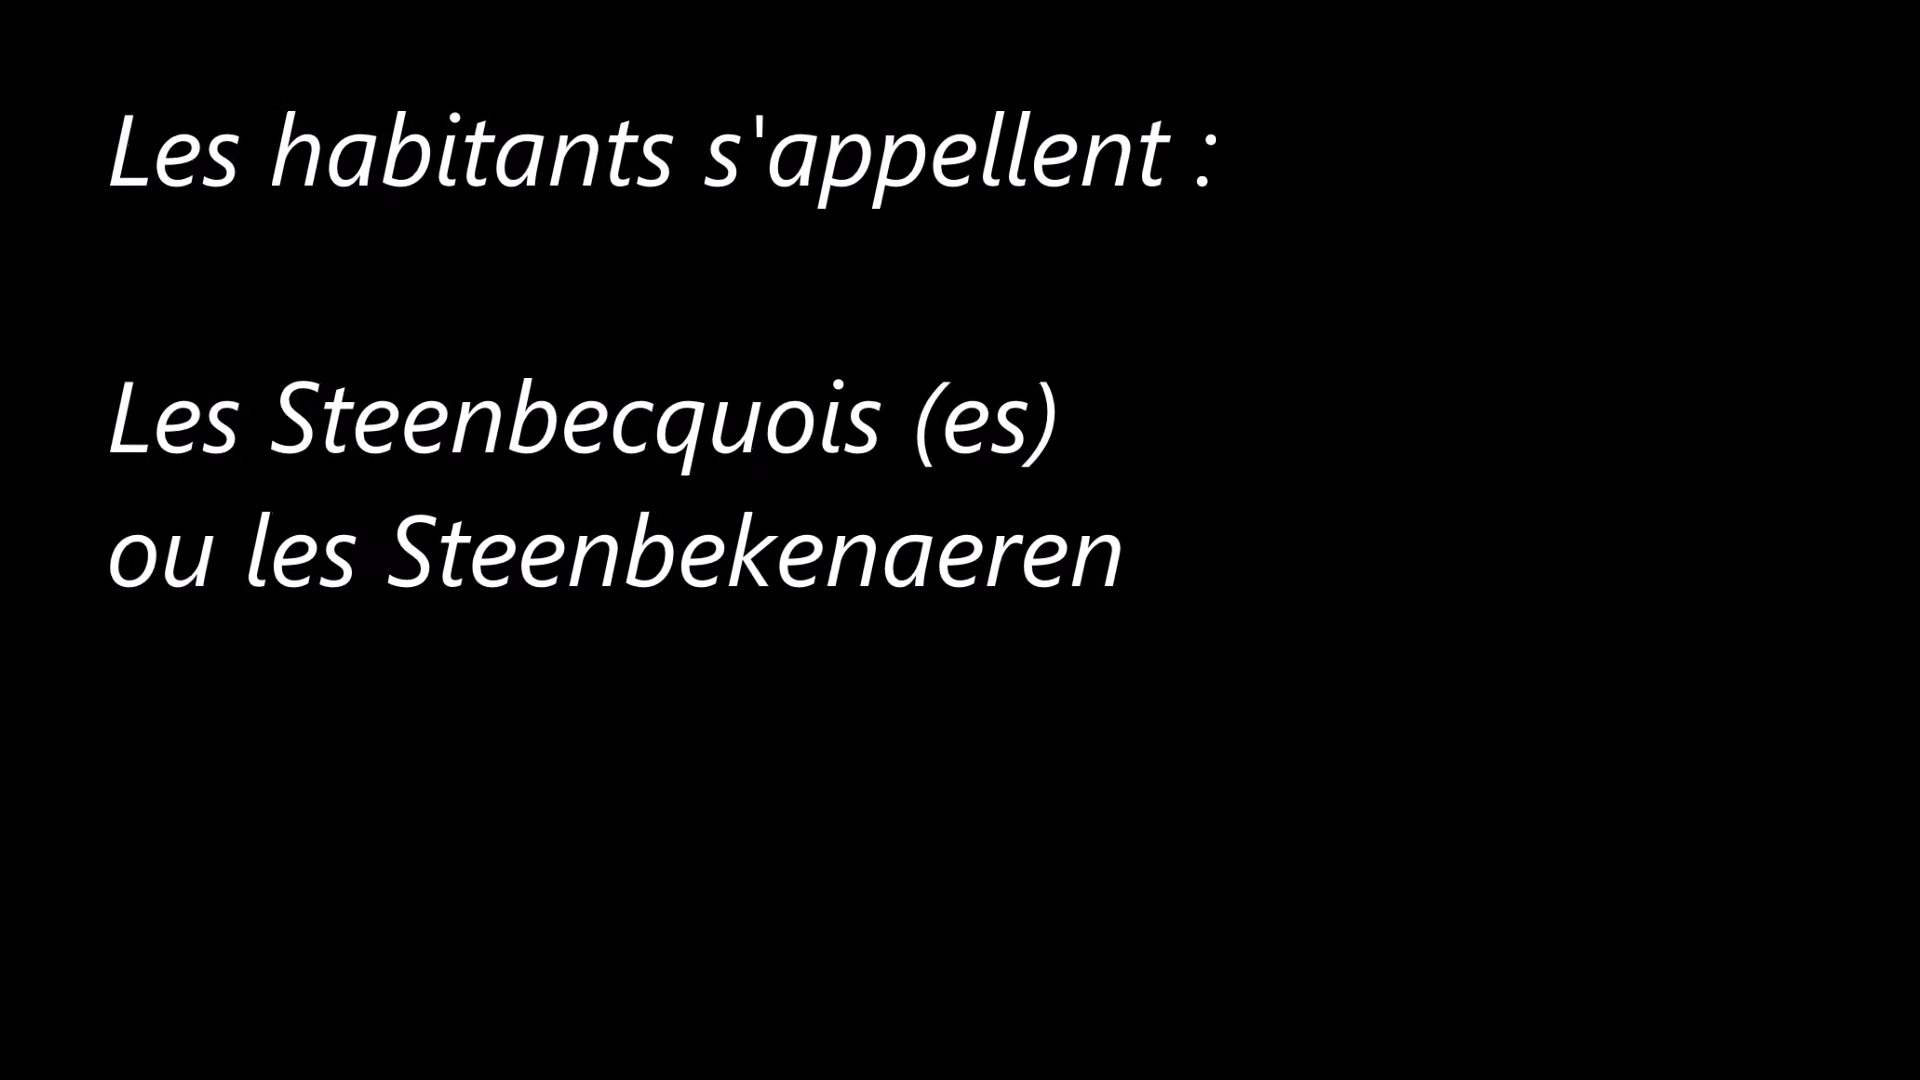 Les habitants s'appellent :
Les Steenbecquois (es)
ou les Steenbekenaeren